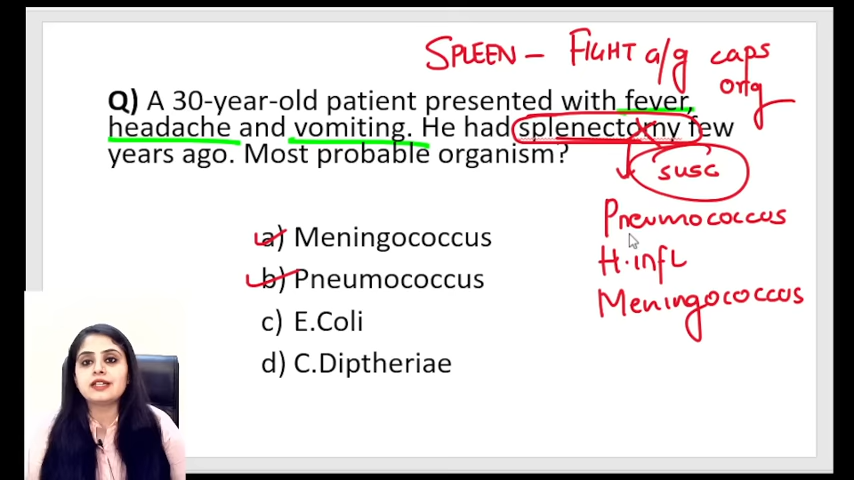 SPLEEN – FIGHT a/g caps
org
Q) A 30-year-old patient presented with fever,
headache and vomiting. He had splenectomy few
years ago. Most probable organism?
susc
Pneumococcus
H.infL
Meningococcus
a) Meningococcus
b) Pneumococcus
c) E.Coli
d) C.Diptheriae